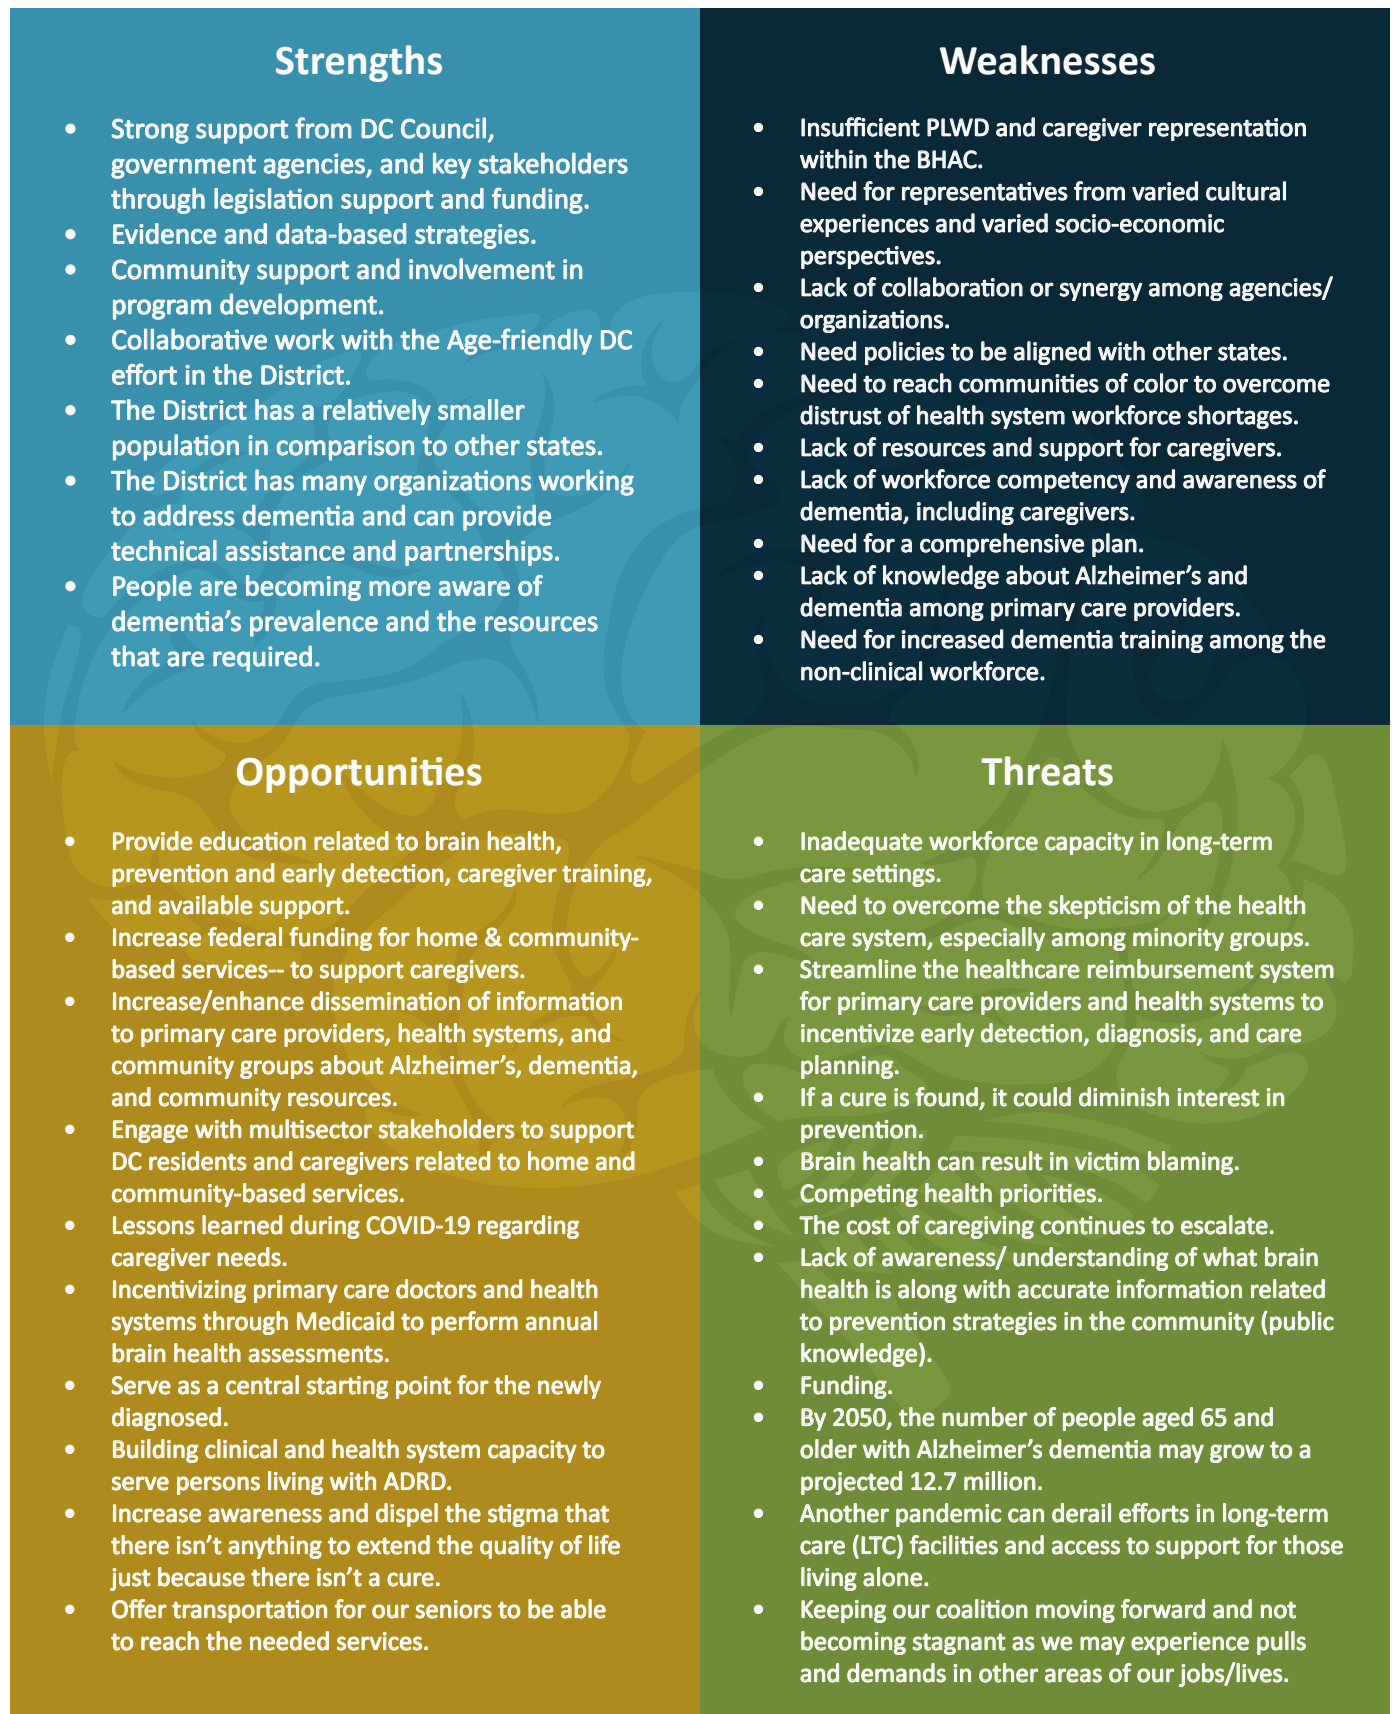 Strengths
• Strong support from DC Council,
government agencies, and key stakeholders
through legislation support and funding.
• Evidence and data-based strategies.
• Community support and involvement in
program development.
• Collaborative work with the Age-friendly DC
effort in the District.
• The District has a relatively smaller
population in comparison to other states.
• The District has many organizations working
to address dementia and can provide
technical assistance and partnerships.
• People are becoming more aware of
dementia’s prevalence and the resources
that are required.
Weaknesses
• Insufficient PLWD and caregiver representation
within the BHAC.
• Need for representatives from varied cultural
experiences and varied socio-economic
perspectives.
• Lack of collaboration or synergy among agencies/
organizations.
• Need policies to be aligned with other states.
• Need to reach communities of color to overcome
distrust of health system workforce shortages.
• Lack of resources and support for caregivers.
• Lack of workforce competency and awareness of
dementia, including caregivers.
• Need for a comprehensive plan.
• Lack of knowledge about Alzheimer’s and
dementia among primary care providers.
• Need for increased dementia training among the
non-clinical workforce.
Opportunities
• Provide education related to brain health,
prevention and early detection, caregiver training,
and available support.
• Increase federal funding for home & community-
based services-- to support caregivers.
• Increase/enhance dissemination of information
to primary care providers, health systems, and
community groups about Alzheimer’s, dementia,
and community resources.
• Engage with multisector stakeholders to support
DC residents and caregivers related to home and
community-based services.
• Lessons learned during COVID-19 regarding
caregiver needs.
• Incentivizing primary care doctors and health
systems through Medicaid to perform annual
brain health assessments.
• Serve as a central starting point for the newly
diagnosed.
• Building clinical and health system capacity to
serve persons living with ADRD.
• Increase awareness and dispel the stigma that
there isn’t anything to extend the quality of life
just because there isn’t a cure.
• Offer transportation for our seniors to be able
to reach the needed services.
Threats
• Inadequate workforce capacity in long-term
care settings.
• Need to overcome the skepticism of the health
care system, especially among minority groups.
• Streamline the healthcare reimbursement system
for primary care providers and health systems to
incentivize early detection, diagnosis, and care
planning.
• If a cure is found, it could diminish interest in
prevention.
• Brain health can result in victim blaming.
• Competing health priorities.
• The cost of caregiving continues to escalate.
• Lack of awareness/ understanding of what brain
health is along with accurate information related
to prevention strategies in the community (public
knowledge).
• Funding.
• By 2050, the number of people aged 65 and
older with Alzheimer’s dementia may grow to a
projected 12.7 million.
• Another pandemic can derail efforts in long-term
care (LTC) facilities and access to support for those
living alone.
• Keeping our coalition moving forward and not
becoming stagnant as we may experience pulls
and demands in other areas of our jobs/lives.